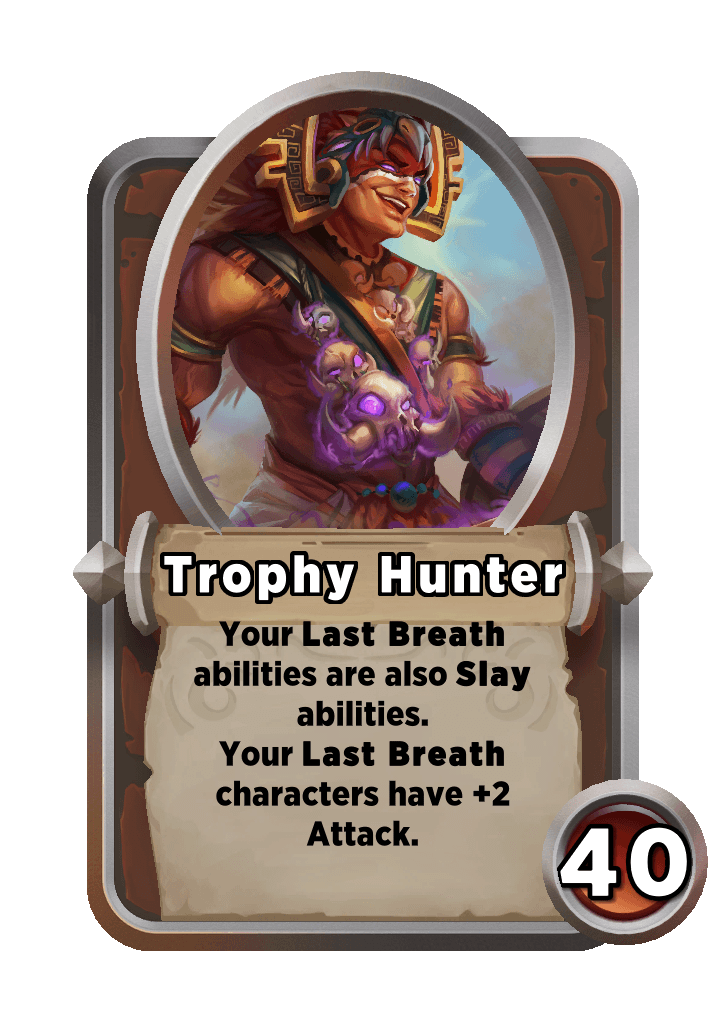 Trophy Hunter
Your Last Breath
abilities are also Slay
abilities.
Your Last Breath
characters have +2
Attack.
40